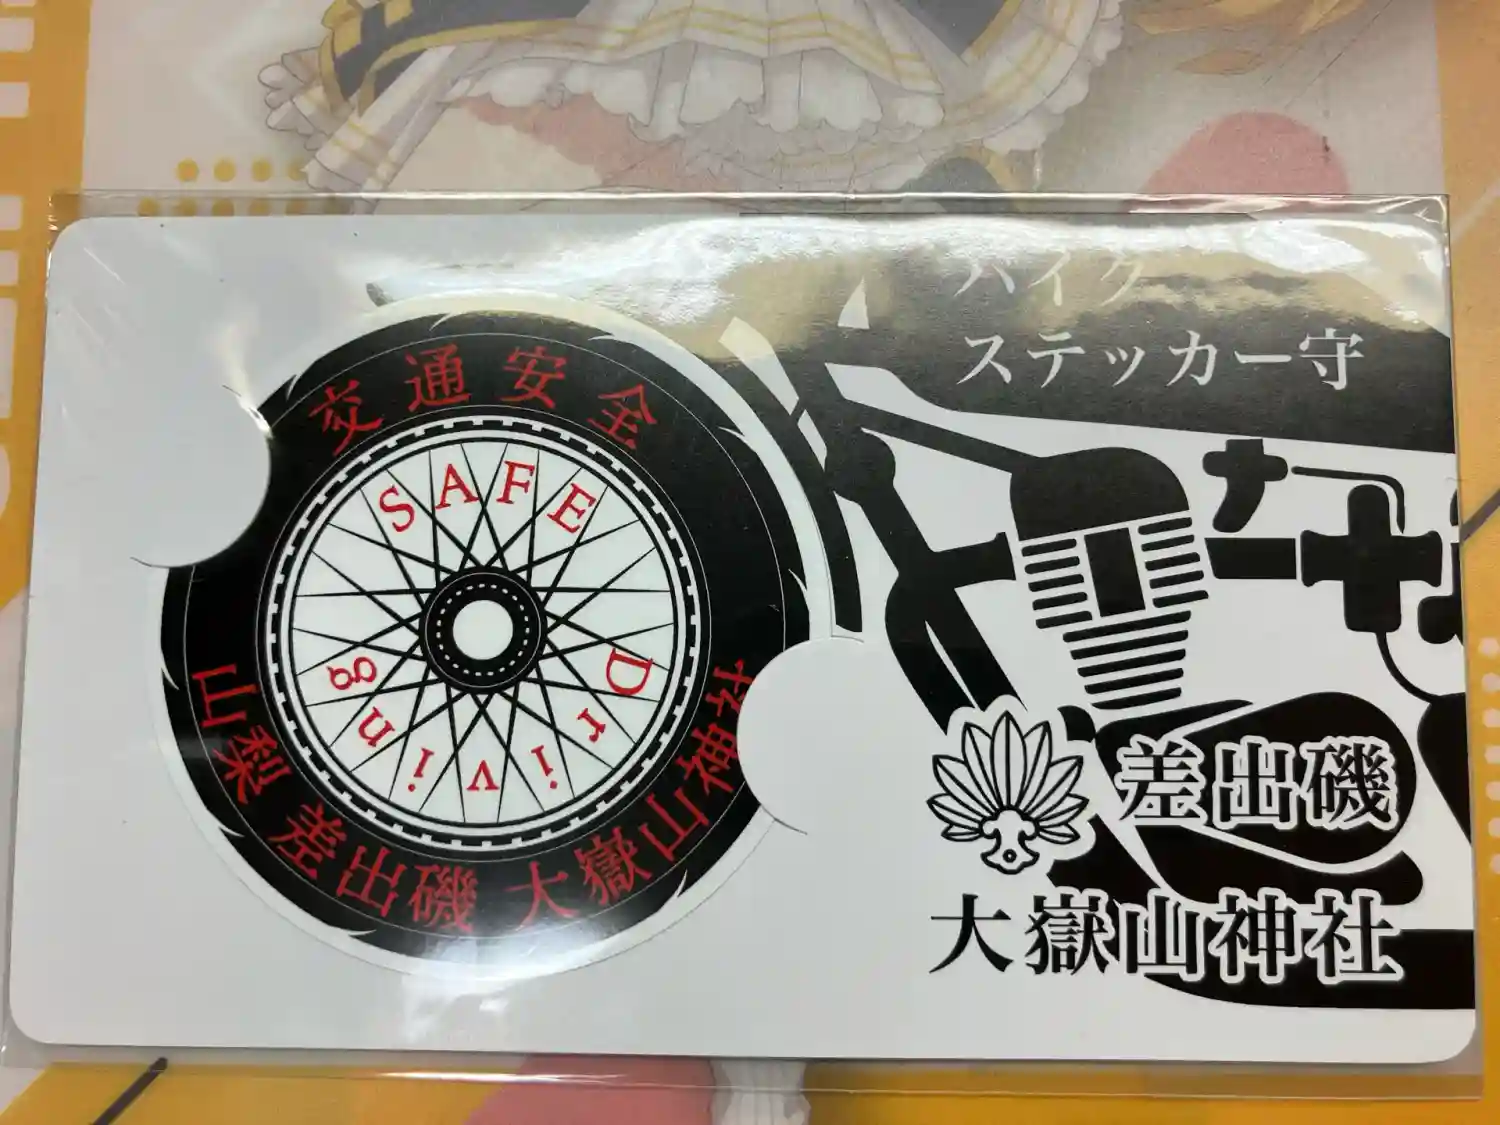 バイク
ステッカー守
交通安全
SAFE
Driving
山梨 差出磯 大嶽山神社
差出磯
大嶽山神社